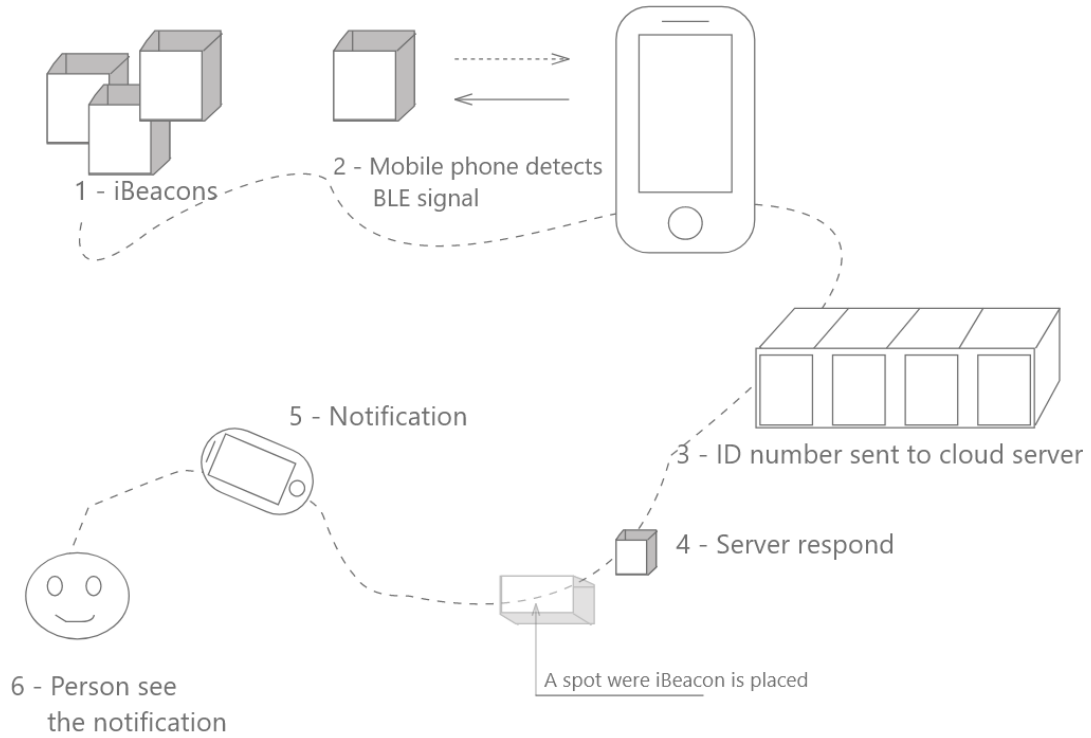 1 - iBeacons
2 - Mobile phone detects
BLE signal
3 - ID number sent to cloud server
4 - Server respond
5 - Notification
A spot were iBeacon is placed
6 - Person see
the notification